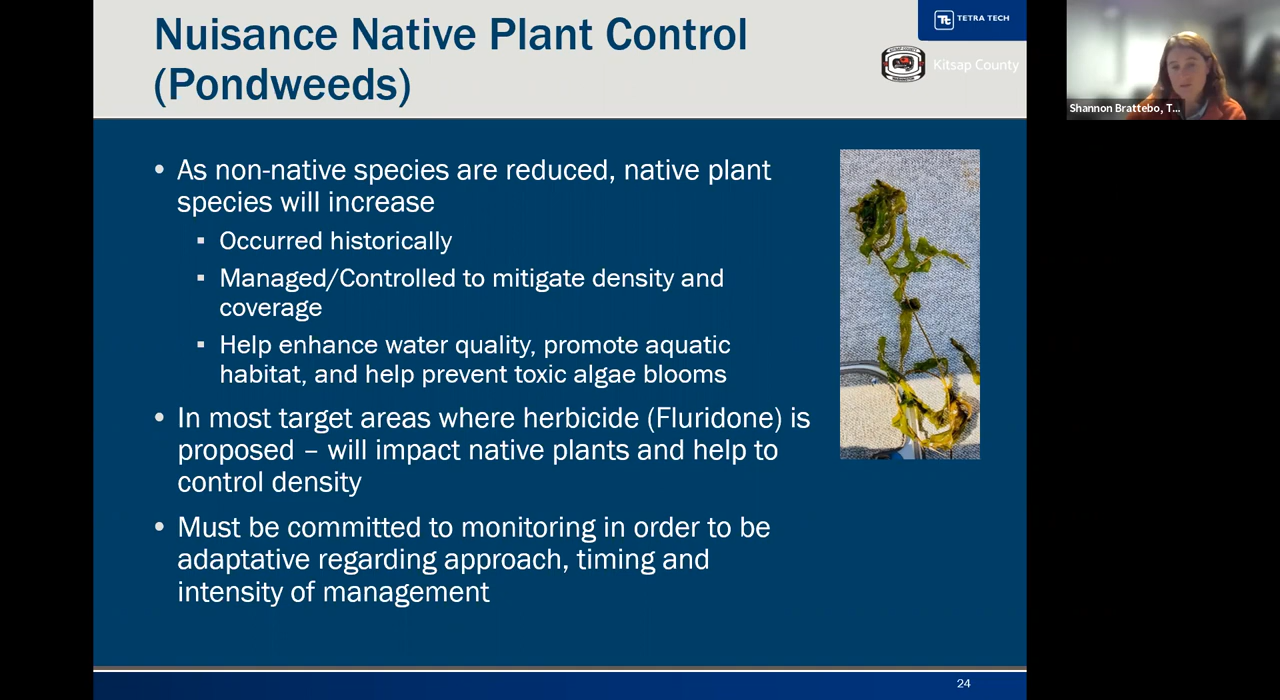 Nuisance Native Plant Control
(Pondweeds)
TETRA TECH
Kitsap County
Shannon Brattebo, T...
• As non-native species are reduced, native plant
species will increase
▪ Occurred historically
▪ Managed/Controlled to mitigate density and
coverage
▪ Help enhance water quality, promote aquatic
habitat, and help prevent toxic algae blooms
• In most target areas where herbicide (Fluridone) is
proposed – will impact native plants and help to
control density
• Must be committed to monitoring in order to be
adaptative regarding approach, timing and
intensity of management
24